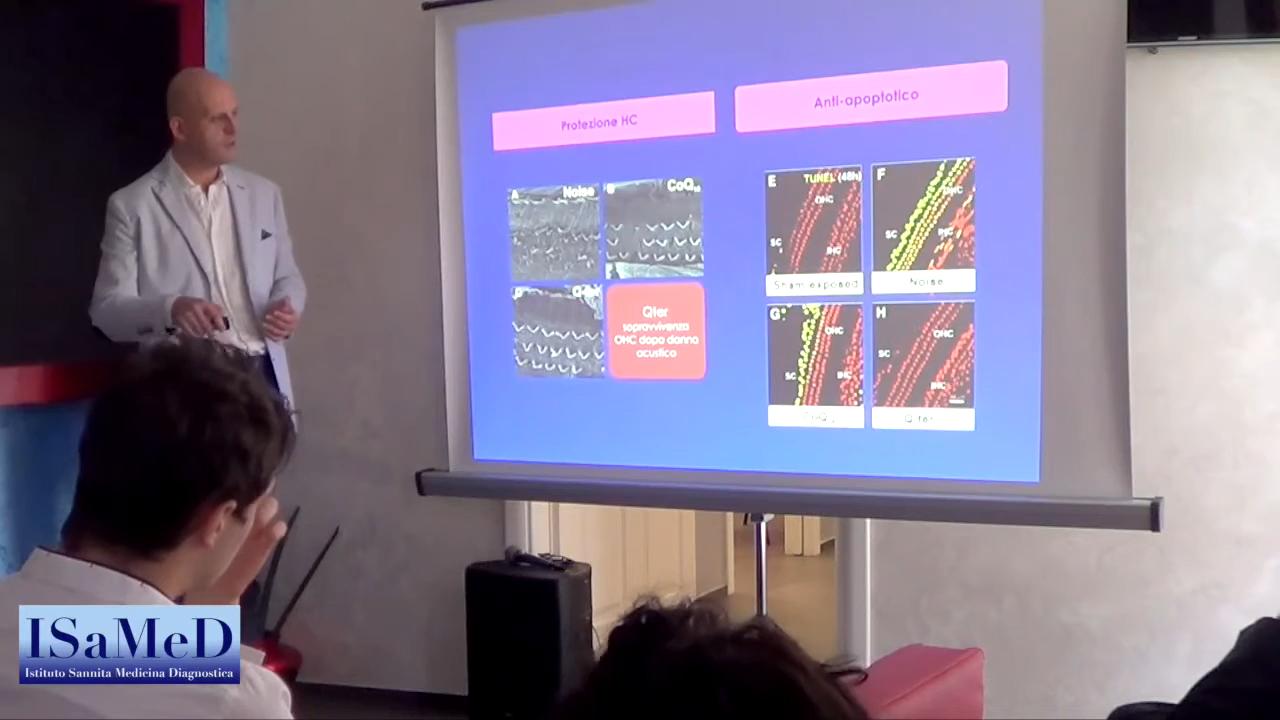 Protezione HC
Anti-apoptotico
A
Noise
B
CoQ10
Qter
sopravvivenza
OHC dopo danno
acustico
E
TUNEL (48h)
OHC
SC
IHC
Sham exposed
F
OHC
SC
IHC
Noise
G
OHC
SC
IHC
H
OHC
SC
IHC
Q-ter
ISaMeD
Istituto Sannita Medicina Diagnostica